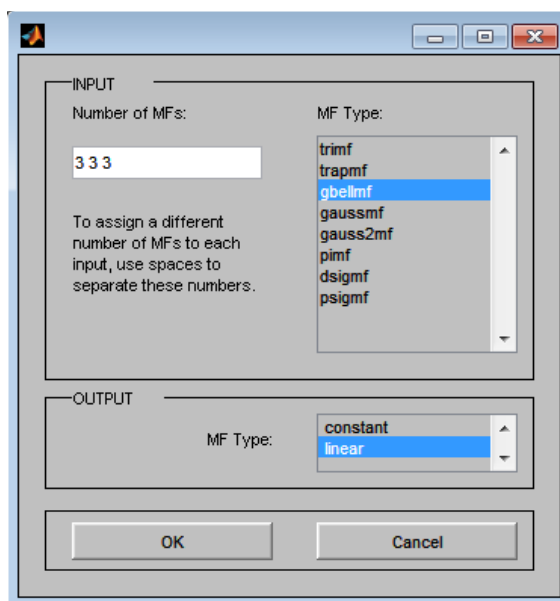 INPUT
Number of MFs:
3 3 3
To assign a different
number of MFs to each
input, use spaces to
separate these numbers.
MF Type:
trimf
trapmf
gbellmf
gaussmf
gauss2mf
pimf
dsigmf
psigmf
OUTPUT
MF Type:
constant
linear
OK
Cancel